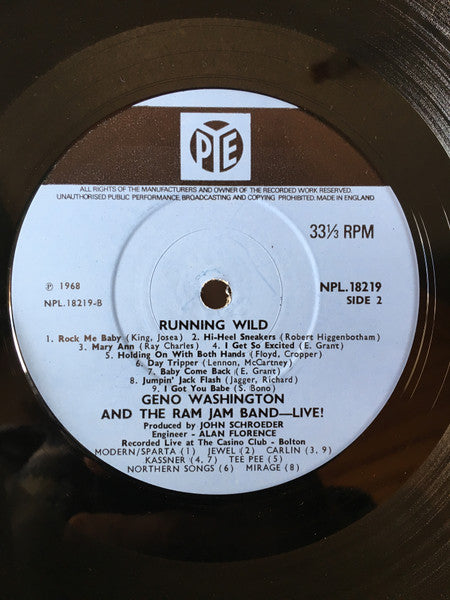 PYE
ALL RIGHTS OF THE MANUFACTURERS AND OWNER OF THE RECORDED WORK RESERVED.
UNAUTHORISED PUBLIC PERFORMANCE, BROADCASTING AND COPYING PROHIBITED. MADE IN ENGLAND
33⅓ RPM
℗ 1968
NPL.18219
NPL.18219-B
SIDE 2
RUNNING WILD
1. Rock Me Baby (King, Josea) 2. Hi-Heel Sneakers (Robert Higgenbotham)
3. Mary Ann (Ray Charles) 4. I Get So Excited (E. Grant)
5. Holding On With Both Hands (Floyd, Cropper)
6. Day Tripper (Lennon, McCartney)
7. Baby Come Back (E. Grant)
8. Jumpin' Jack Flash (Jagger, Richard)
9. I Got You Babe (S. Bono)
GENO WASHINGTON
AND THE RAM JAM BAND—LIVE!
Produced by JOHN SCHROEDER
Engineer - ALAN FLORENCE
Recorded Live at The Casino Club - Bolton
MODERN/SPARTA (1) JEWEL (2) CARLIN (3, 9)
KASSNER (4, 7) TEE PEE (5)
NORTHERN SONGS (6) MIRAGE (8)